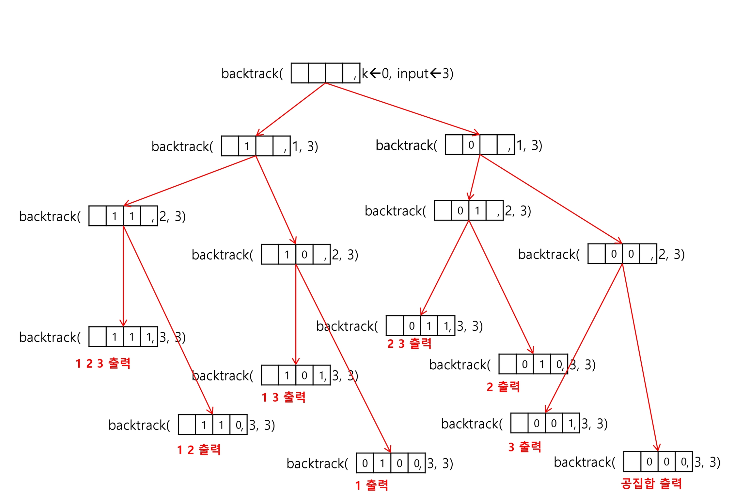 backtrack( , k←0, input←3)
backtrack( 1 , 1, 3)
backtrack( 0 , 1, 3)
backtrack( 1 1 , 2, 3)
backtrack( 0 1 , 2, 3)
backtrack( 1 0 , 2, 3)
backtrack( 0 0 , 2, 3)
backtrack( 1 1 1, 3, 3)
1 2 3 출력
backtrack( 0 1 1, 3, 3)
2 3 출력
backtrack( 1 0 1, 3, 3)
1 3 출력
backtrack( 0 1 0, 3, 3)
2 출력
backtrack( 1 1 0, 3, 3)
1 2 출력
backtrack( 0 0 1, 3, 3)
3 출력
backtrack( 0 1 0 0, 3, 3)
1 출력
backtrack( 0 0 0, 3, 3)
공집합 출력